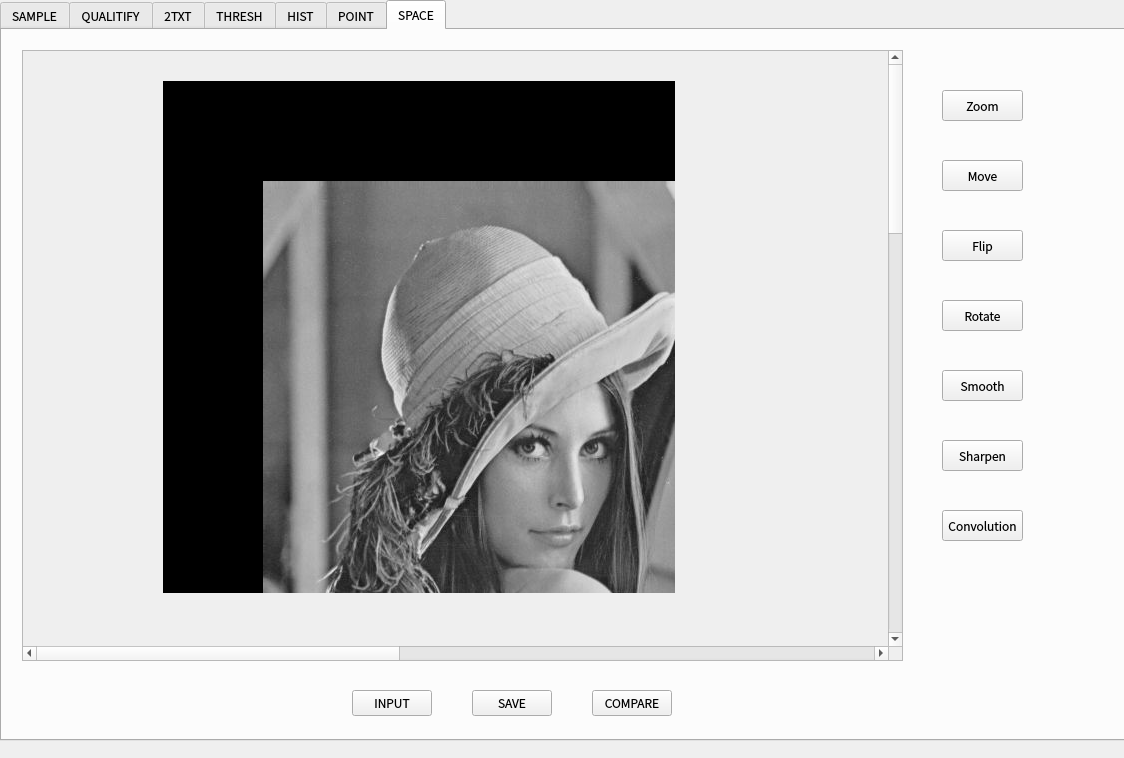 SAMPLE QUALITIFY 2TXT THRESH HIST POINT SPACE
Zoom
Move
Flip
Rotate
Smooth
Sharpen
Convolution
INPUT SAVE COMPARE